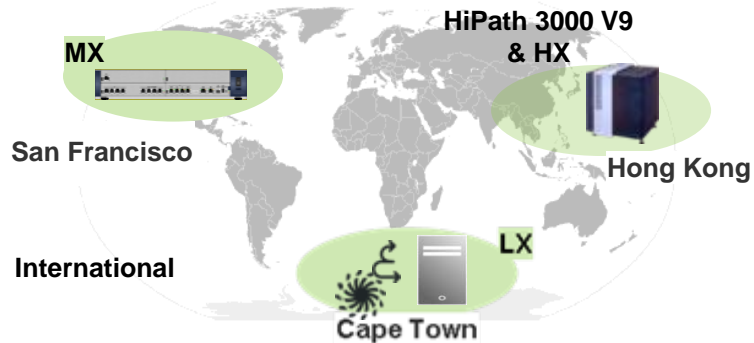 HiPath 3000 V9
& HX
MX
San Francisco
Hong Kong
LX
International
Cape Town